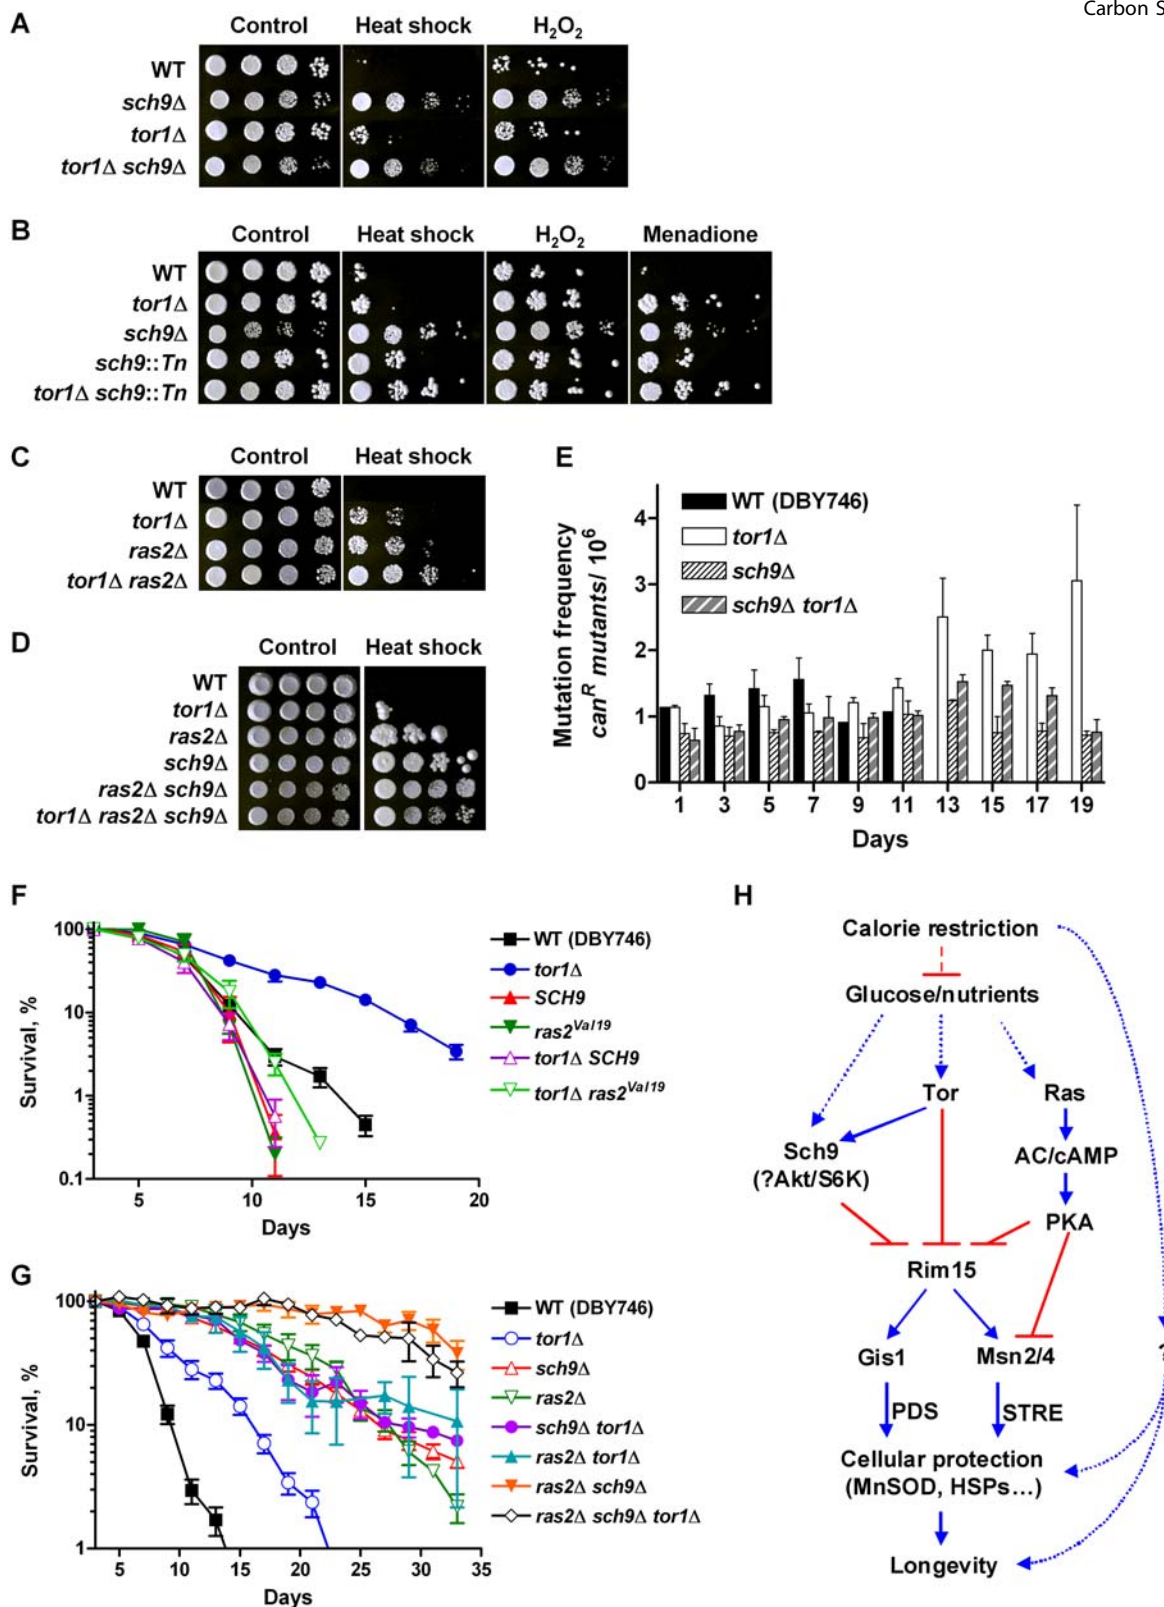 Carbon S
A
Control Heat shock H₂O₂
WT
sch9Δ
tor1Δ
tor1Δ sch9Δ
B
Control Heat shock H₂O₂ Menadione
WT
tor1Δ
sch9Δ
sch9::Tn
tor1Δ sch9::Tn
C
Control Heat shock
WT
tor1Δ
ras2Δ
tor1Δ ras2Δ
D
Control Heat shock
WT
tor1Δ
ras2Δ
sch9Δ
ras2Δ sch9Δ
tor1Δ ras2Δ sch9Δ
E
Mutation frequency
canᴿ mutants/ 10⁶
4
3
2
1
0
WT (DBY746)
tor1Δ
sch9Δ
sch9Δ tor1Δ
1 3 5 7 9 11 13 15 17 19
Days
F
Survival, %
100
10
1
0.1
5 10 15 20
Days
WT (DBY746)
tor1Δ
SCH9
ras2ⱽᵃˡ¹⁹
tor1Δ SCH9
tor1Δ ras2ⱽᵃˡ¹⁹
G
Survival, %
100
10
1
5 10 15 20 25 30 35
Days
WT (DBY746)
tor1Δ
sch9Δ
ras2Δ
sch9Δ tor1Δ
ras2Δ tor1Δ
ras2Δ sch9Δ
ras2Δ sch9Δ tor1Δ
H
Calorie restriction
Glucose/nutrients
Tor Ras
Sch9
(?Akt/S6K)
AC/cAMP
PKA
Rim15
Gis1 Msn2/4
?
PDS STRE
Cellular protection
(MnSOD, HSPs...)
Longevity